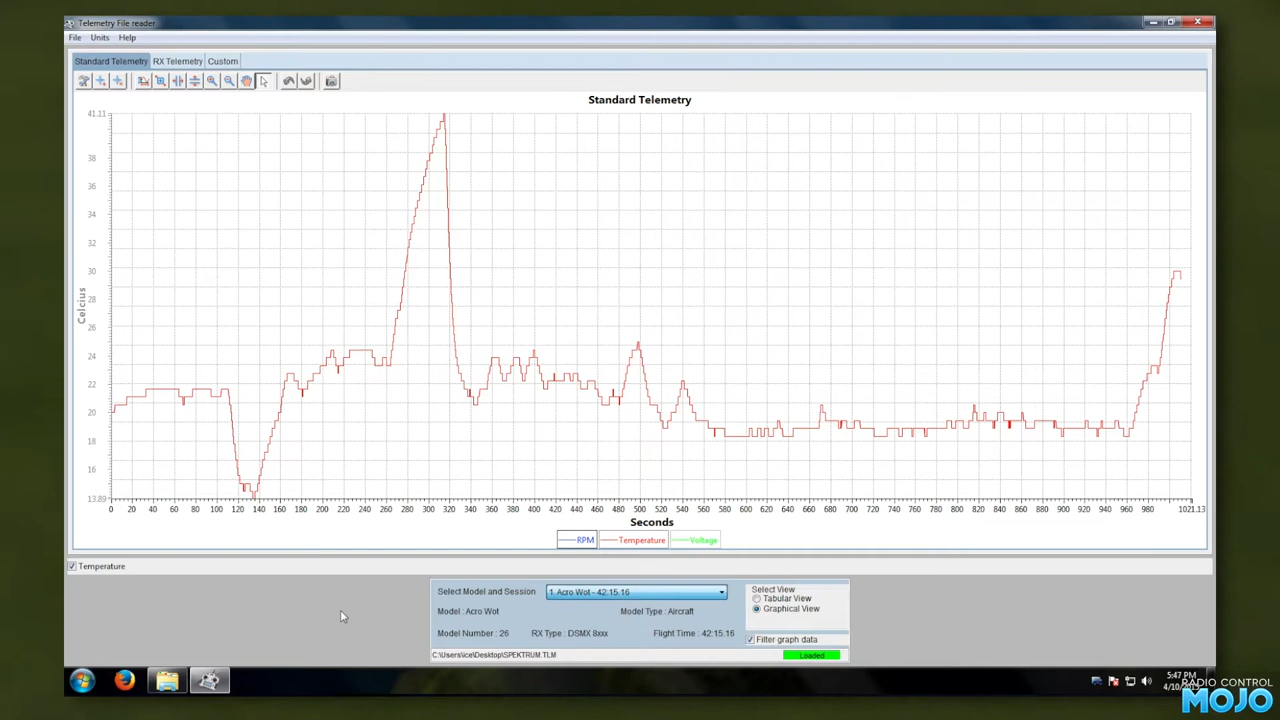 Telemetry File reader
File Units Help
Standard Telemetry RX Telemetry Custom
Standard Telemetry
41.11
38
36
34
32
30
28
26
24
22
20
18
16
13.89
Celcius
0 20 40 60 80 100 120 140 160 180 200 220 240 260 280 300 320 340 360 380 400 420 440 460 480 500 520 540 560 580 600 620 640 660 680 700 720 740 760 780 800 820 840 860 880 900 920 940 960 980 1021.13
Seconds
RPM Temperature Voltage
Temperature
Select Model and Session 1 Acro Wot - 42:15.16
Model : Acro Wot Model Type : Aircraft
Model Number : 26 RX Type : DSMX 8xxx Flight Time : 42:15.16
Select View
Tabular View
Graphical View
Filter graph data
C:\Users\ice\Desktop\SPEKTRUM.TLM Loaded
5:47 PM
RADIO CONTROL
MOJO